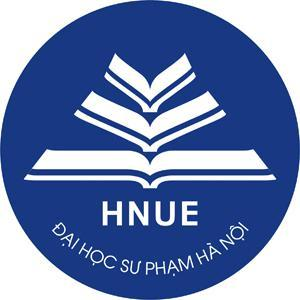 HNUE
ĐẠI HỌC SƯ PHẠM HÀ NỘI